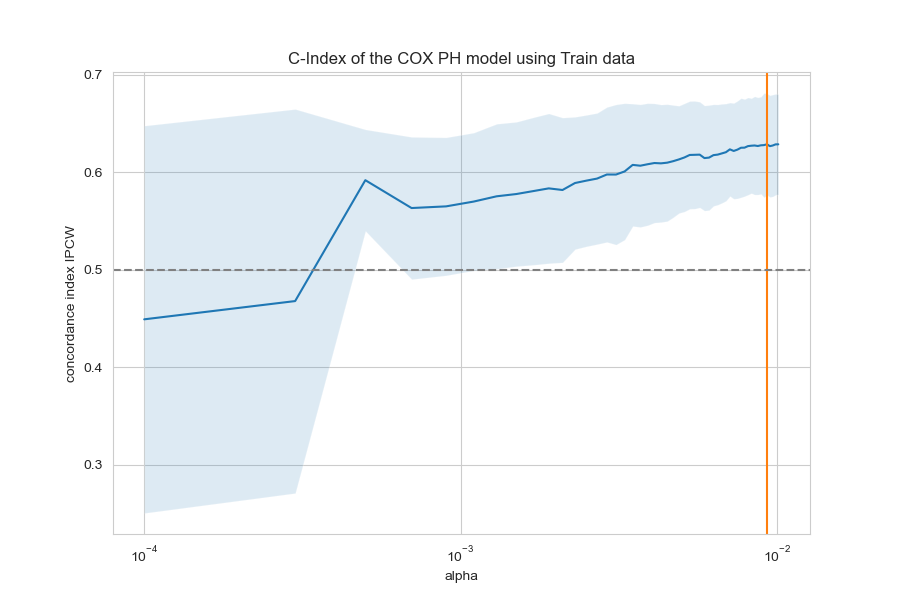 C-Index of the COX PH model using Train data
concordance index IPCW
0.7
0.6
0.5
0.4
0.3
10⁻⁴
10⁻³
10⁻²
alpha